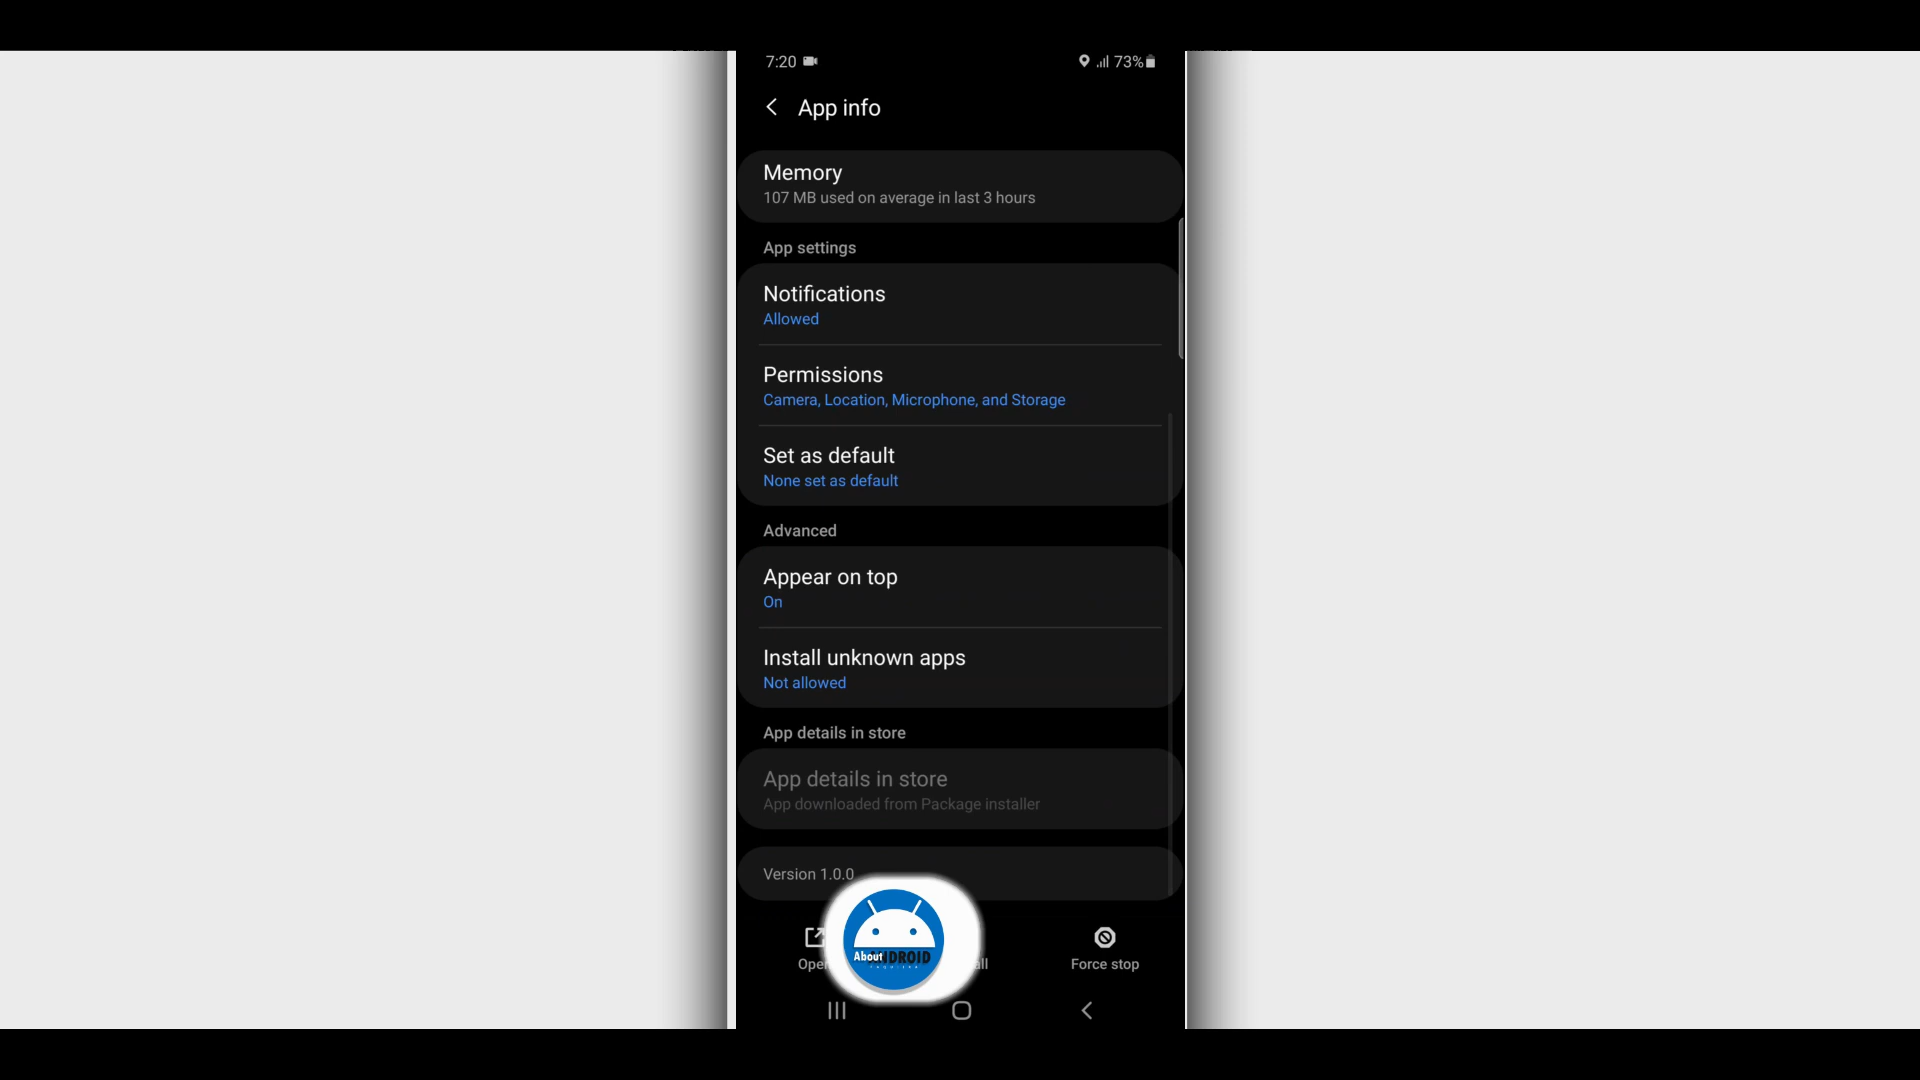 7:20
73%
App info
Memory
107 MB used on average in last 3 hours
App settings
Notifications
Allowed
Permissions
Camera, Location, Microphone, and Storage
Set as default
None set as default
Advanced
Appear on top
On
Install unknown apps
Not allowed
App details in store
App details in store
App downloaded from Package installer
Version 1.0.0
Force stop
About